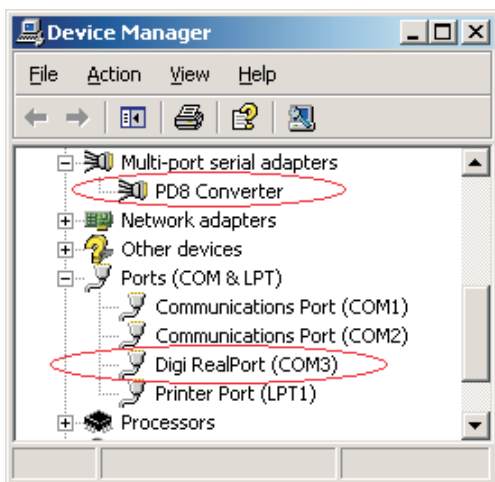 Device Manager
File Action View Help
Multi-port serial adapters
PD8 Converter
Network adapters
Other devices
Ports (COM & LPT)
Communications Port (COM1)
Communications Port (COM2)
Digi RealPort (COM3)
Printer Port (LPT1)
Processors